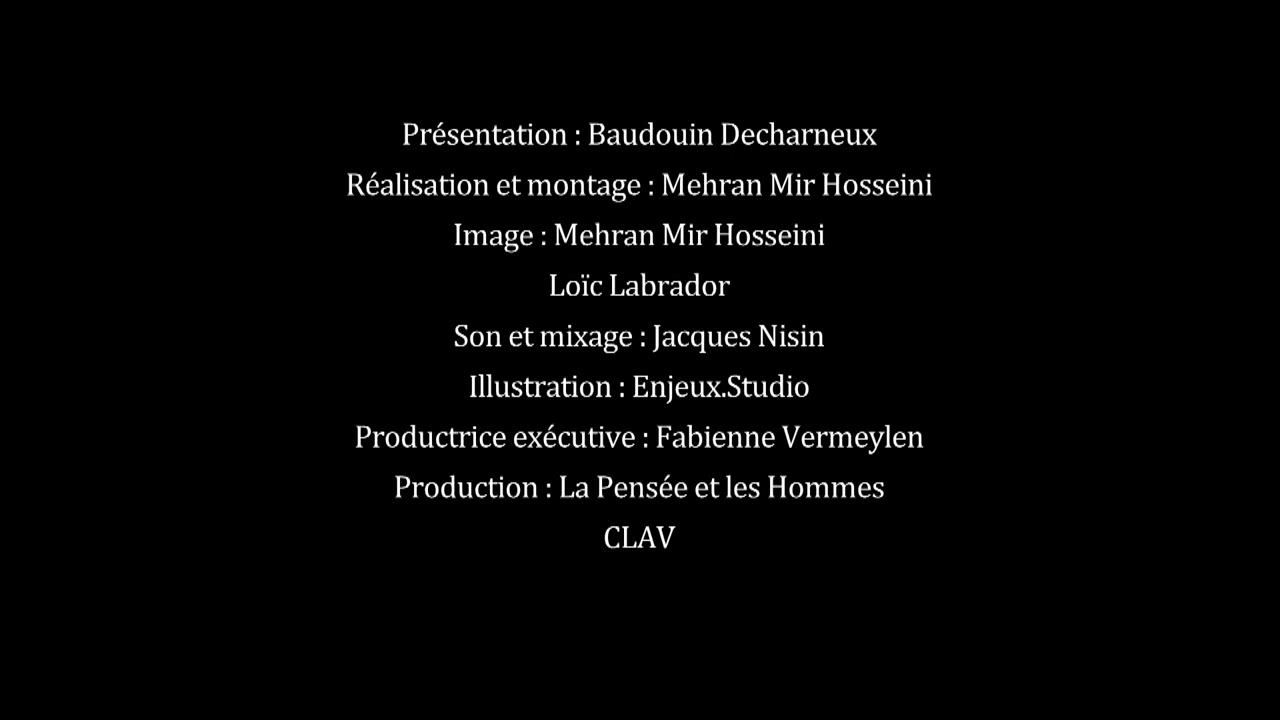 Présentation : Baudouin Decharneux
Réalisation et montage : Mehran Mir Hosseini
Image : Mehran Mir Hosseini
Loïc Labrador
Son et mixage : Jacques Nisin
Illustration : Enjeux.Studio
Productrice exécutive : Fabienne Vermeylen
Production : La Pensée et les Hommes
CLAV